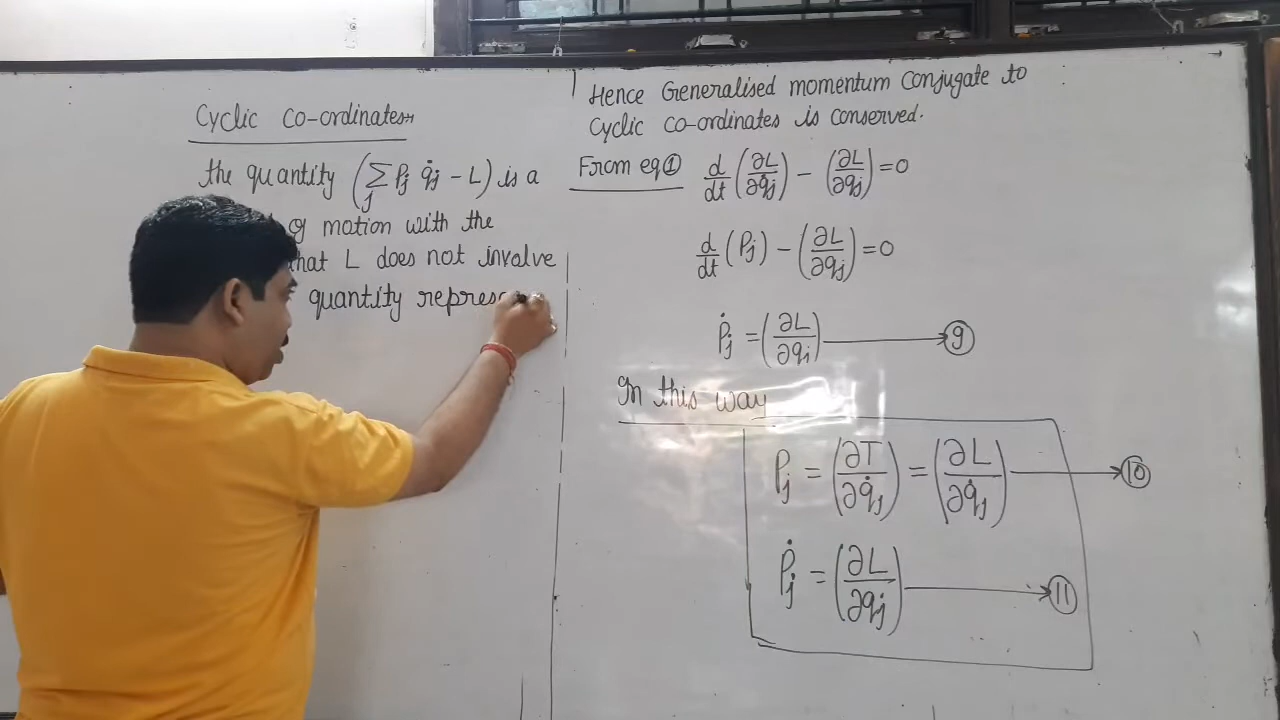 Cyclic co-ordinates
the quantity (∑j Pj q̇j - L) is a
of motion with the
that L does not involve
quantity repres
Hence Generalised momentum conjugate to
cyclic co-ordinates is conserved.
From eq① d/dt (∂L/∂q̇j) - (∂L/∂qj) = 0
d/dt (Pj) - (∂L/∂qj) = 0
Ṗj = (∂L/∂qj) ⟶ ⑨
In this way
Pj = (∂T/∂q̇j) = (∂L/∂q̇j) ⟶ ⑩
Ṗj = (∂L/∂qj) ⟶ ⑪